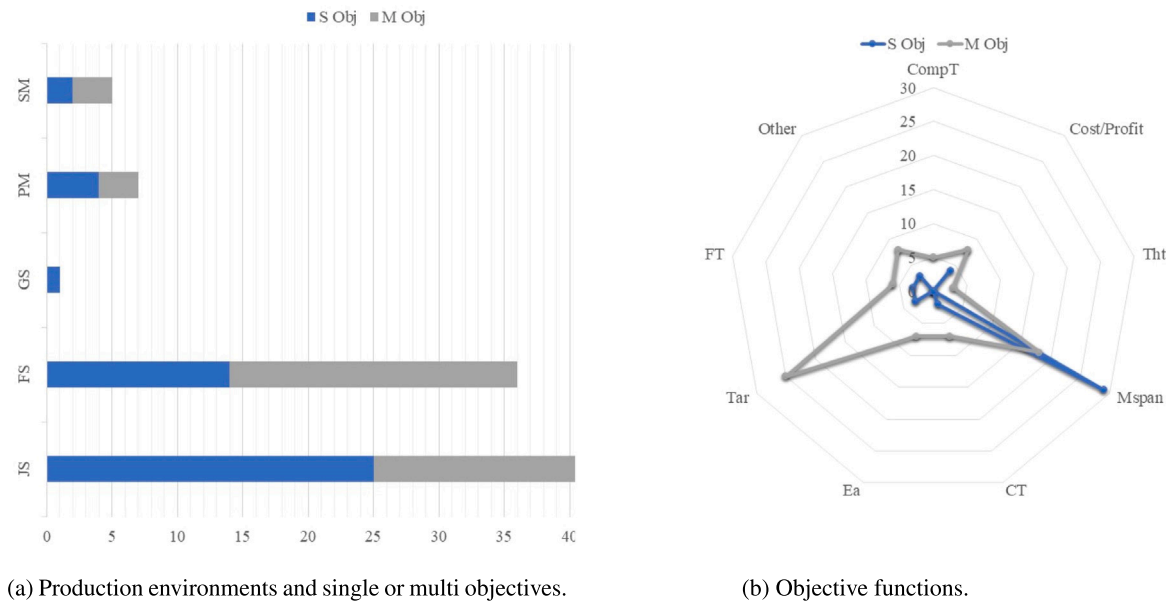 S Obj M Obj
SM
PM
GS
FS
JS
0 5 10 15 20 25 30 35 40
(a) Production environments and single or multi objectives.
S Obj M Obj
CompT
30
25
20
15
10
5
Cost/Profit
Tht
Mspan
CT
Ea
Tar
FT
Other
(b) Objective functions.